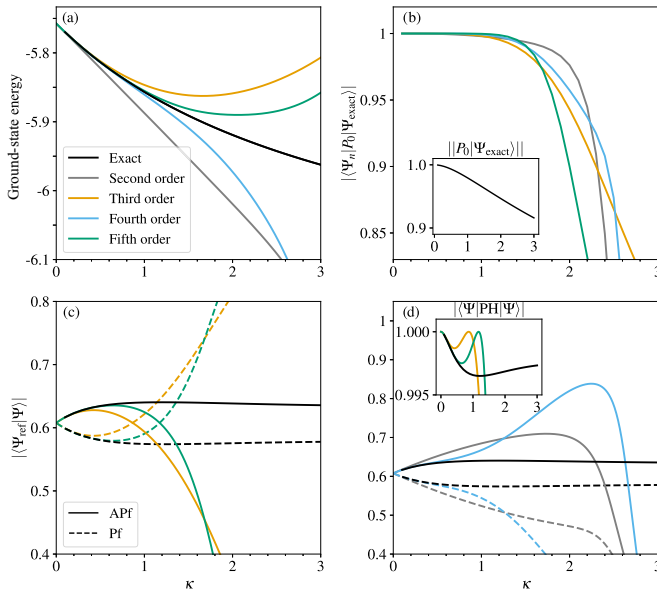 (a)
Ground-state energy
-5.8
-5.9
-6
-6.1
Exact
Second order
Third order
Fourth order
Fifth order
0
1
2
3
(b)
|⟨Ψn|P0|Ψexact⟩|
1
0.95
0.9
0.85
||P0|Ψexact⟩||
1.0
0.9
0
1
2
3
0
1
2
3
(c)
|⟨Ψref|Ψ⟩|
0.8
0.7
0.6
0.5
0.4
APf
Pf
0
1
2
3
κ
(d)
1
0.9
0.8
0.7
0.6
0.5
0.4
|⟨Ψ|PH|Ψ⟩|
1.000
0.995
0
1
2
3
0
1
2
3
κ